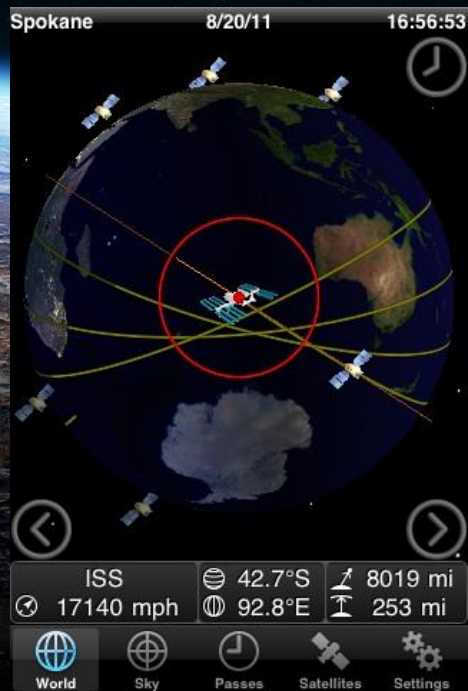 Spokane 8/20/11 16:56:53
ISS 42.7°S 8019 mi
17140 mph 92.8°E 253 mi
World Sky Passes Satellites Settings